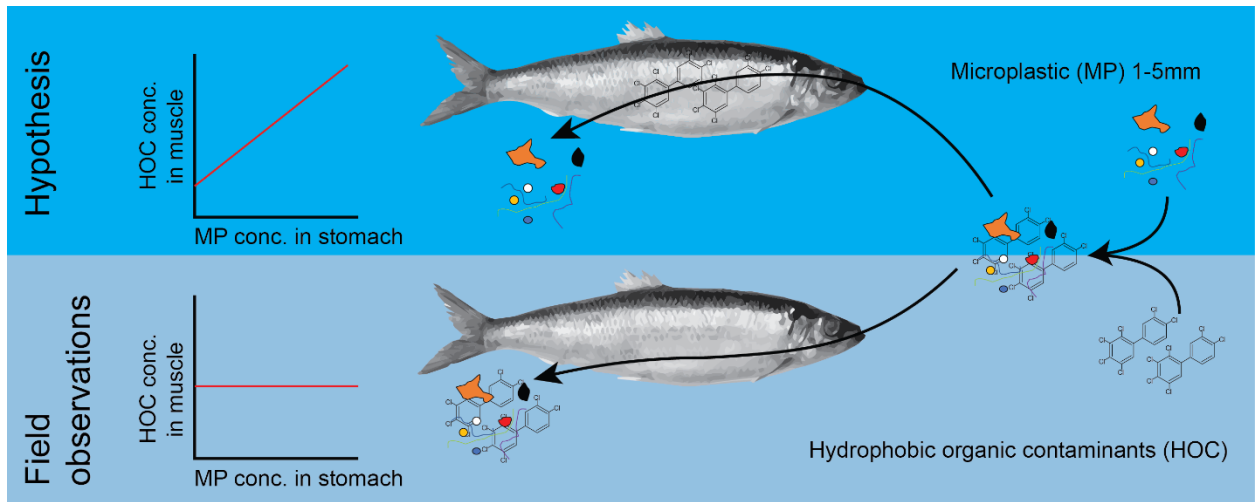 Hypothesis
HOC conc.
in muscle
MP conc. in stomach
Microplastic (MP) 1-5mm
Field
observations
HOC conc.
in muscle
MP conc. in stomach
Hydrophobic organic contaminants (HOC)